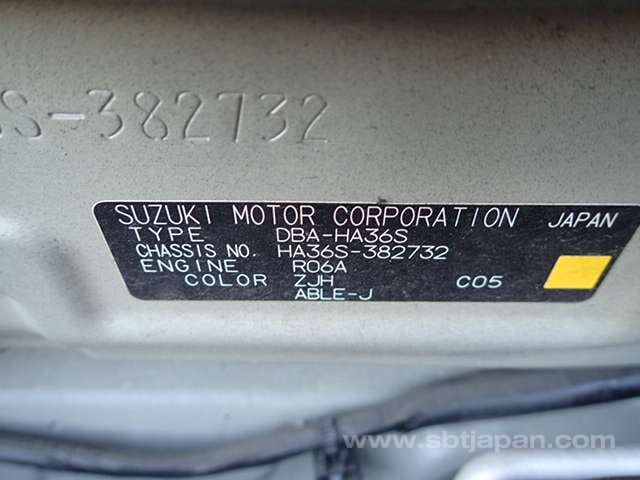 S-382732
SUZUKI MOTOR CORPORATION JAPAN
TYPE DBA-HA36S
CHASSIS NO. HA36S-382732
ENGINE R06A
COLOR ZJH C05
ABLE-J
www.sbtjapan.com